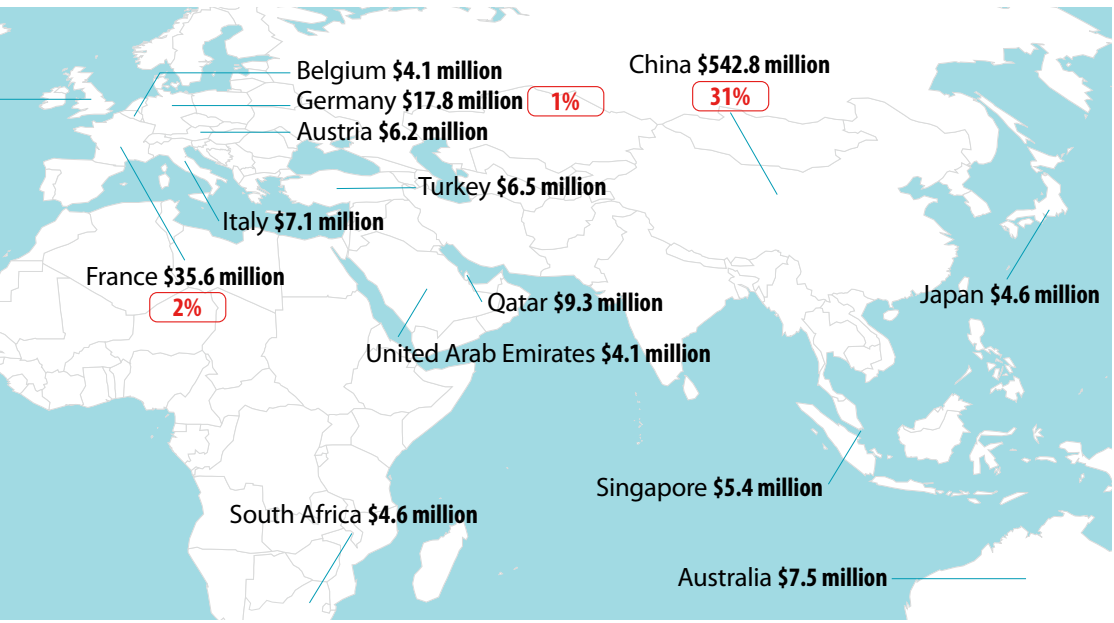 Belgium $4.1 million
China $542.8 million
31%
Germany $17.8 million 1%
Austria $6.2 million
Turkey $6.5 million
Italy $7.1 million
France $35.6 million
2%
Qatar $9.3 million
Japan $4.6 million
United Arab Emirates $4.1 million
Singapore $5.4 million
South Africa $4.6 million
Australia $7.5 million